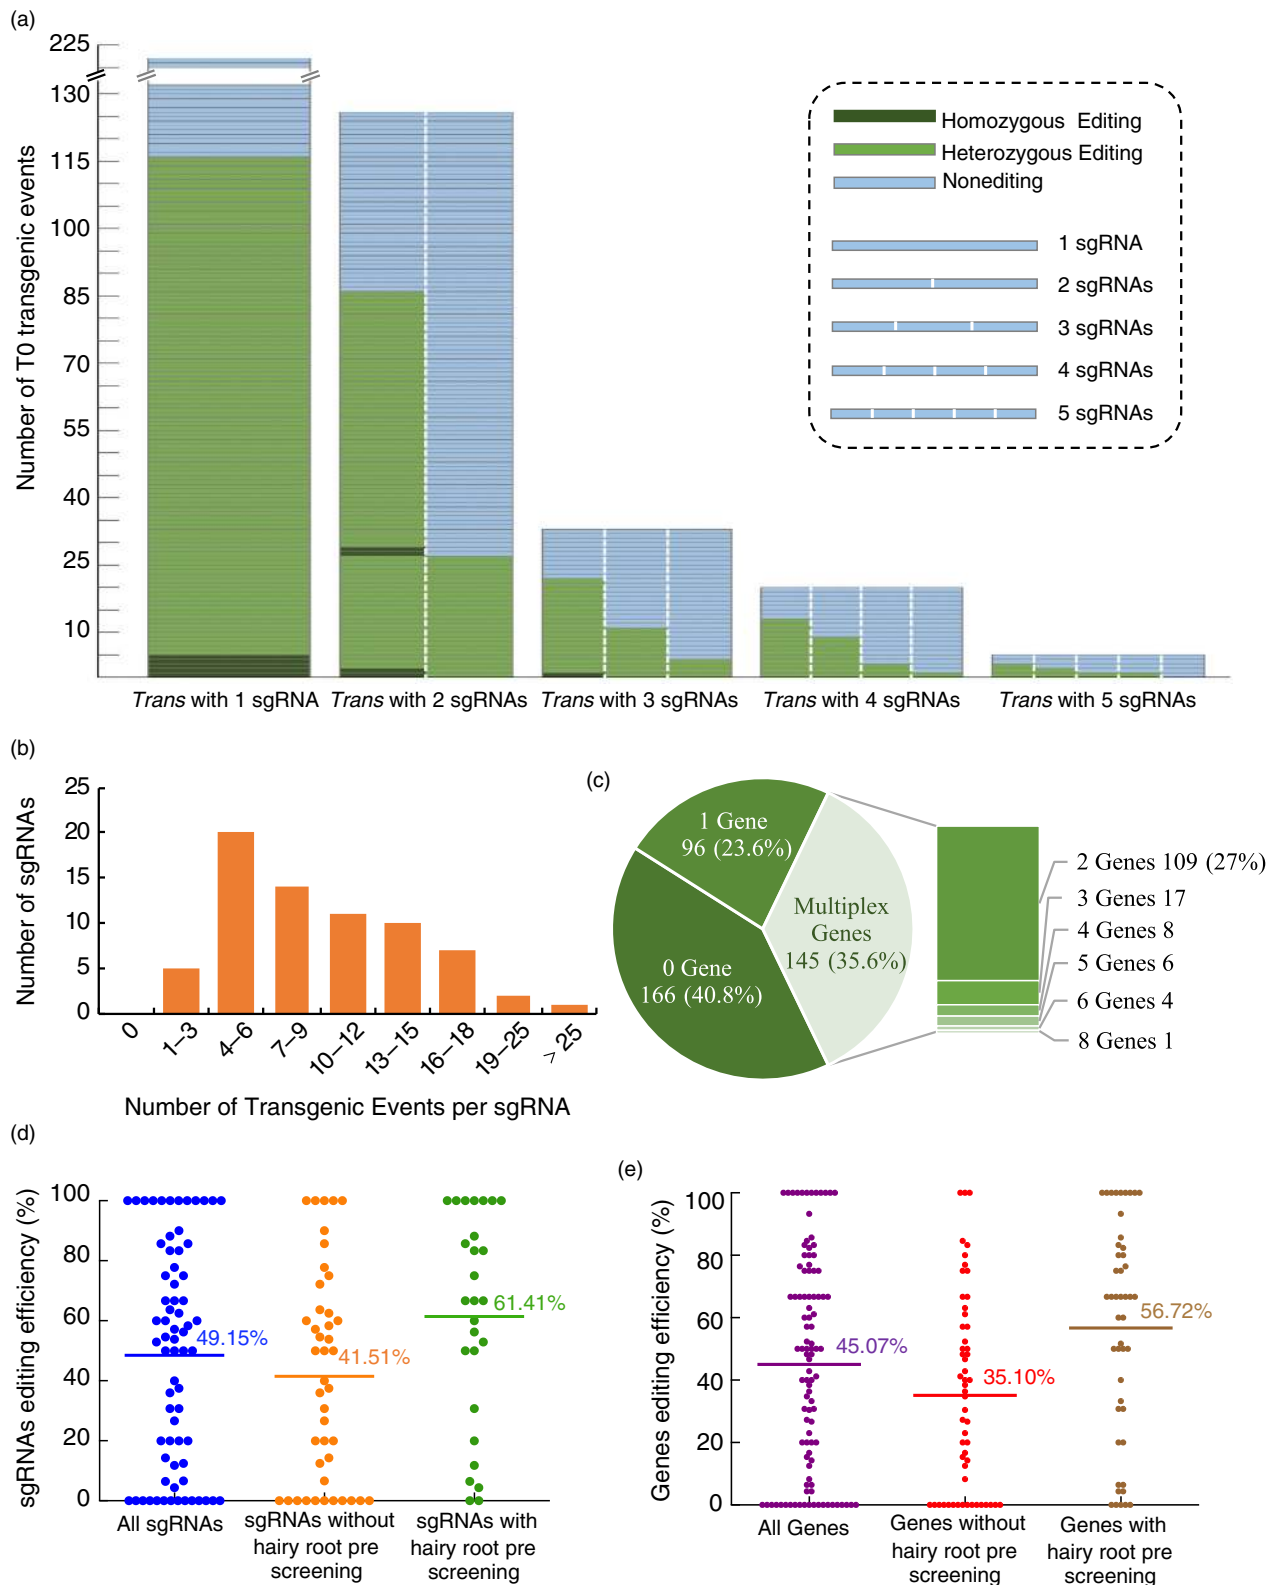 (a)
225
130
115
100
85
70
55
40
25
10
Number of T0 transgenic events
Homozygous Editing
Heterozygous Editing
Nonediting
1 sgRNA
2 sgRNAs
3 sgRNAs
4 sgRNAs
5 sgRNAs
Trans with 1 sgRNA
Trans with 2 sgRNAs
Trans with 3 sgRNAs
Trans with 4 sgRNAs
Trans with 5 sgRNAs
(b)
25
20
15
10
5
0
Number of sgRNAs
0
1–3
4–6
7–9
10–12
13–15
16–18
19–25
> 25
Number of Transgenic Events per sgRNA
(c)
1 Gene
96 (23.6%)
Multiplex
Genes
145 (35.6%)
0 Gene
166 (40.8%)
2 Genes 109 (27%)
3 Genes 17
4 Genes 8
5 Genes 6
6 Genes 4
8 Genes 1
(d)
100
80
60
40
20
0
sgRNAs editing efficiency (%)
49.15%
41.51%
61.41%
All sgRNAs
sgRNAs without
hairy root pre
screening
sgRNAs with
hairy root pre
screening
(e)
100
80
60
40
20
0
Genes editing efficiency (%)
45.07%
35.10%
56.72%
All Genes
Genes without
hairy root pre
screening
Genes with
hairy root pre
screening